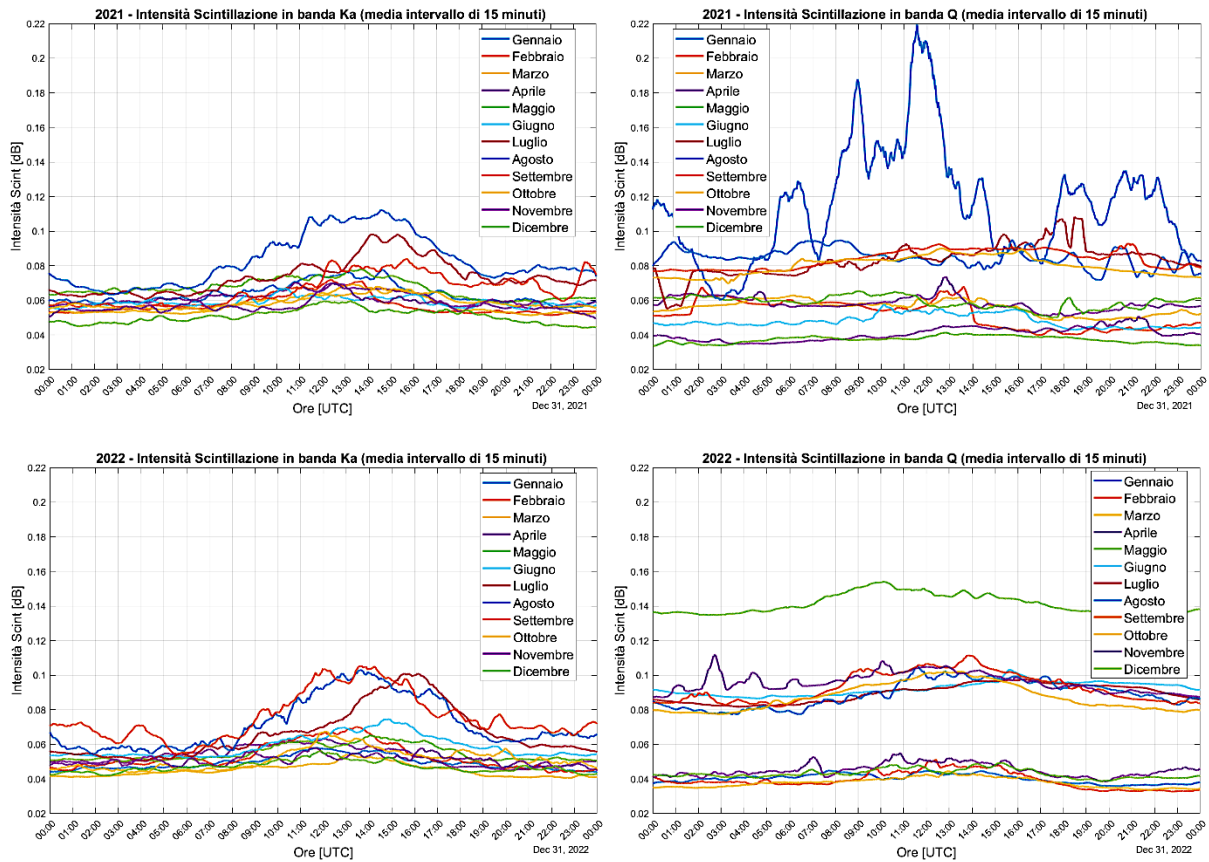 2021 - Intensità Scintillazione in banda Ka (media intervallo di 15 minuti)
0.22
0.2
0.18
0.16
0.14
0.12
0.1
0.08
0.06
0.04
0.02
Intensità Scint [dB]
Gennaio
Febbraio
Marzo
Aprile
Maggio
Giugno
Luglio
Agosto
Settembre
Ottobre
Novembre
Dicembre
00:00 01:00 02:00 03:00 04:00 05:00 06:00 07:00 08:00 09:00 10:00 11:00 12:00 13:00 14:00 15:00 16:00 17:00 18:00 19:00 20:00 21:00 22:00 23:00 00:00
Ore [UTC]
Dec 31, 2021
2021 - Intensità Scintillazione in banda Q (media intervallo di 15 minuti)
0.22
0.2
0.18
0.16
0.14
0.12
0.1
0.08
0.06
0.04
0.02
Intensità Scint [dB]
Gennaio
Febbraio
Marzo
Aprile
Maggio
Giugno
Luglio
Agosto
Settembre
Ottobre
Novembre
Dicembre
00:00 01:00 02:00 03:00 04:00 05:00 06:00 07:00 08:00 09:00 10:00 11:00 12:00 13:00 14:00 15:00 16:00 17:00 18:00 19:00 20:00 21:00 22:00 23:00 00:00
Ore [UTC]
Dec 31, 2021
2022 - Intensità Scintillazione in banda Ka (media intervallo di 15 minuti)
0.22
0.2
0.18
0.16
0.14
0.12
0.1
0.08
0.06
0.04
0.02
Intensità Scint [dB]
Gennaio
Febbraio
Marzo
Aprile
Maggio
Giugno
Luglio
Agosto
Settembre
Ottobre
Novembre
Dicembre
00:00 01:00 02:00 03:00 04:00 05:00 06:00 07:00 08:00 09:00 10:00 11:00 12:00 13:00 14:00 15:00 16:00 17:00 18:00 19:00 20:00 21:00 22:00 23:00 00:00
Ore [UTC]
Dec 31, 2022
2022 - Intensità Scintillazione in banda Q (media intervallo di 15 minuti)
0.22
0.2
0.18
0.16
0.14
0.12
0.1
0.08
0.06
0.04
0.02
Intensità Scint [dB]
Gennaio
Febbraio
Marzo
Aprile
Maggio
Giugno
Luglio
Agosto
Settembre
Ottobre
Novembre
Dicembre
00:00 01:00 02:00 03:00 04:00 05:00 06:00 07:00 08:00 09:00 10:00 11:00 12:00 13:00 14:00 15:00 16:00 17:00 18:00 19:00 20:00 21:00 22:00 23:00 00:00
Ore [UTC]
Dec 31, 2022